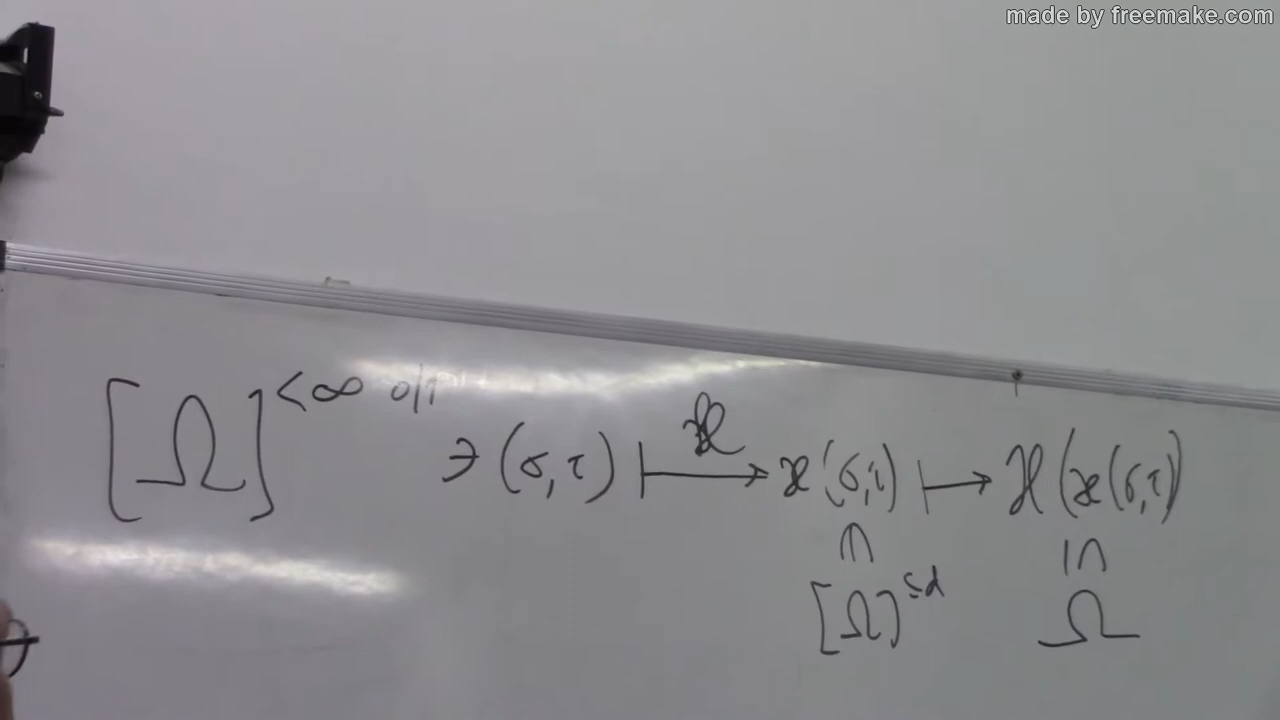 made by freemake.com
[Ω]^{<∞ 0/1} ∋ (σ,τ) ⟼^{ϰ} ϰ(σ,τ) ⟼ ℋ(ϰ(σ,τ))
⋒ |∩
[Ω]^{≤d} Ω